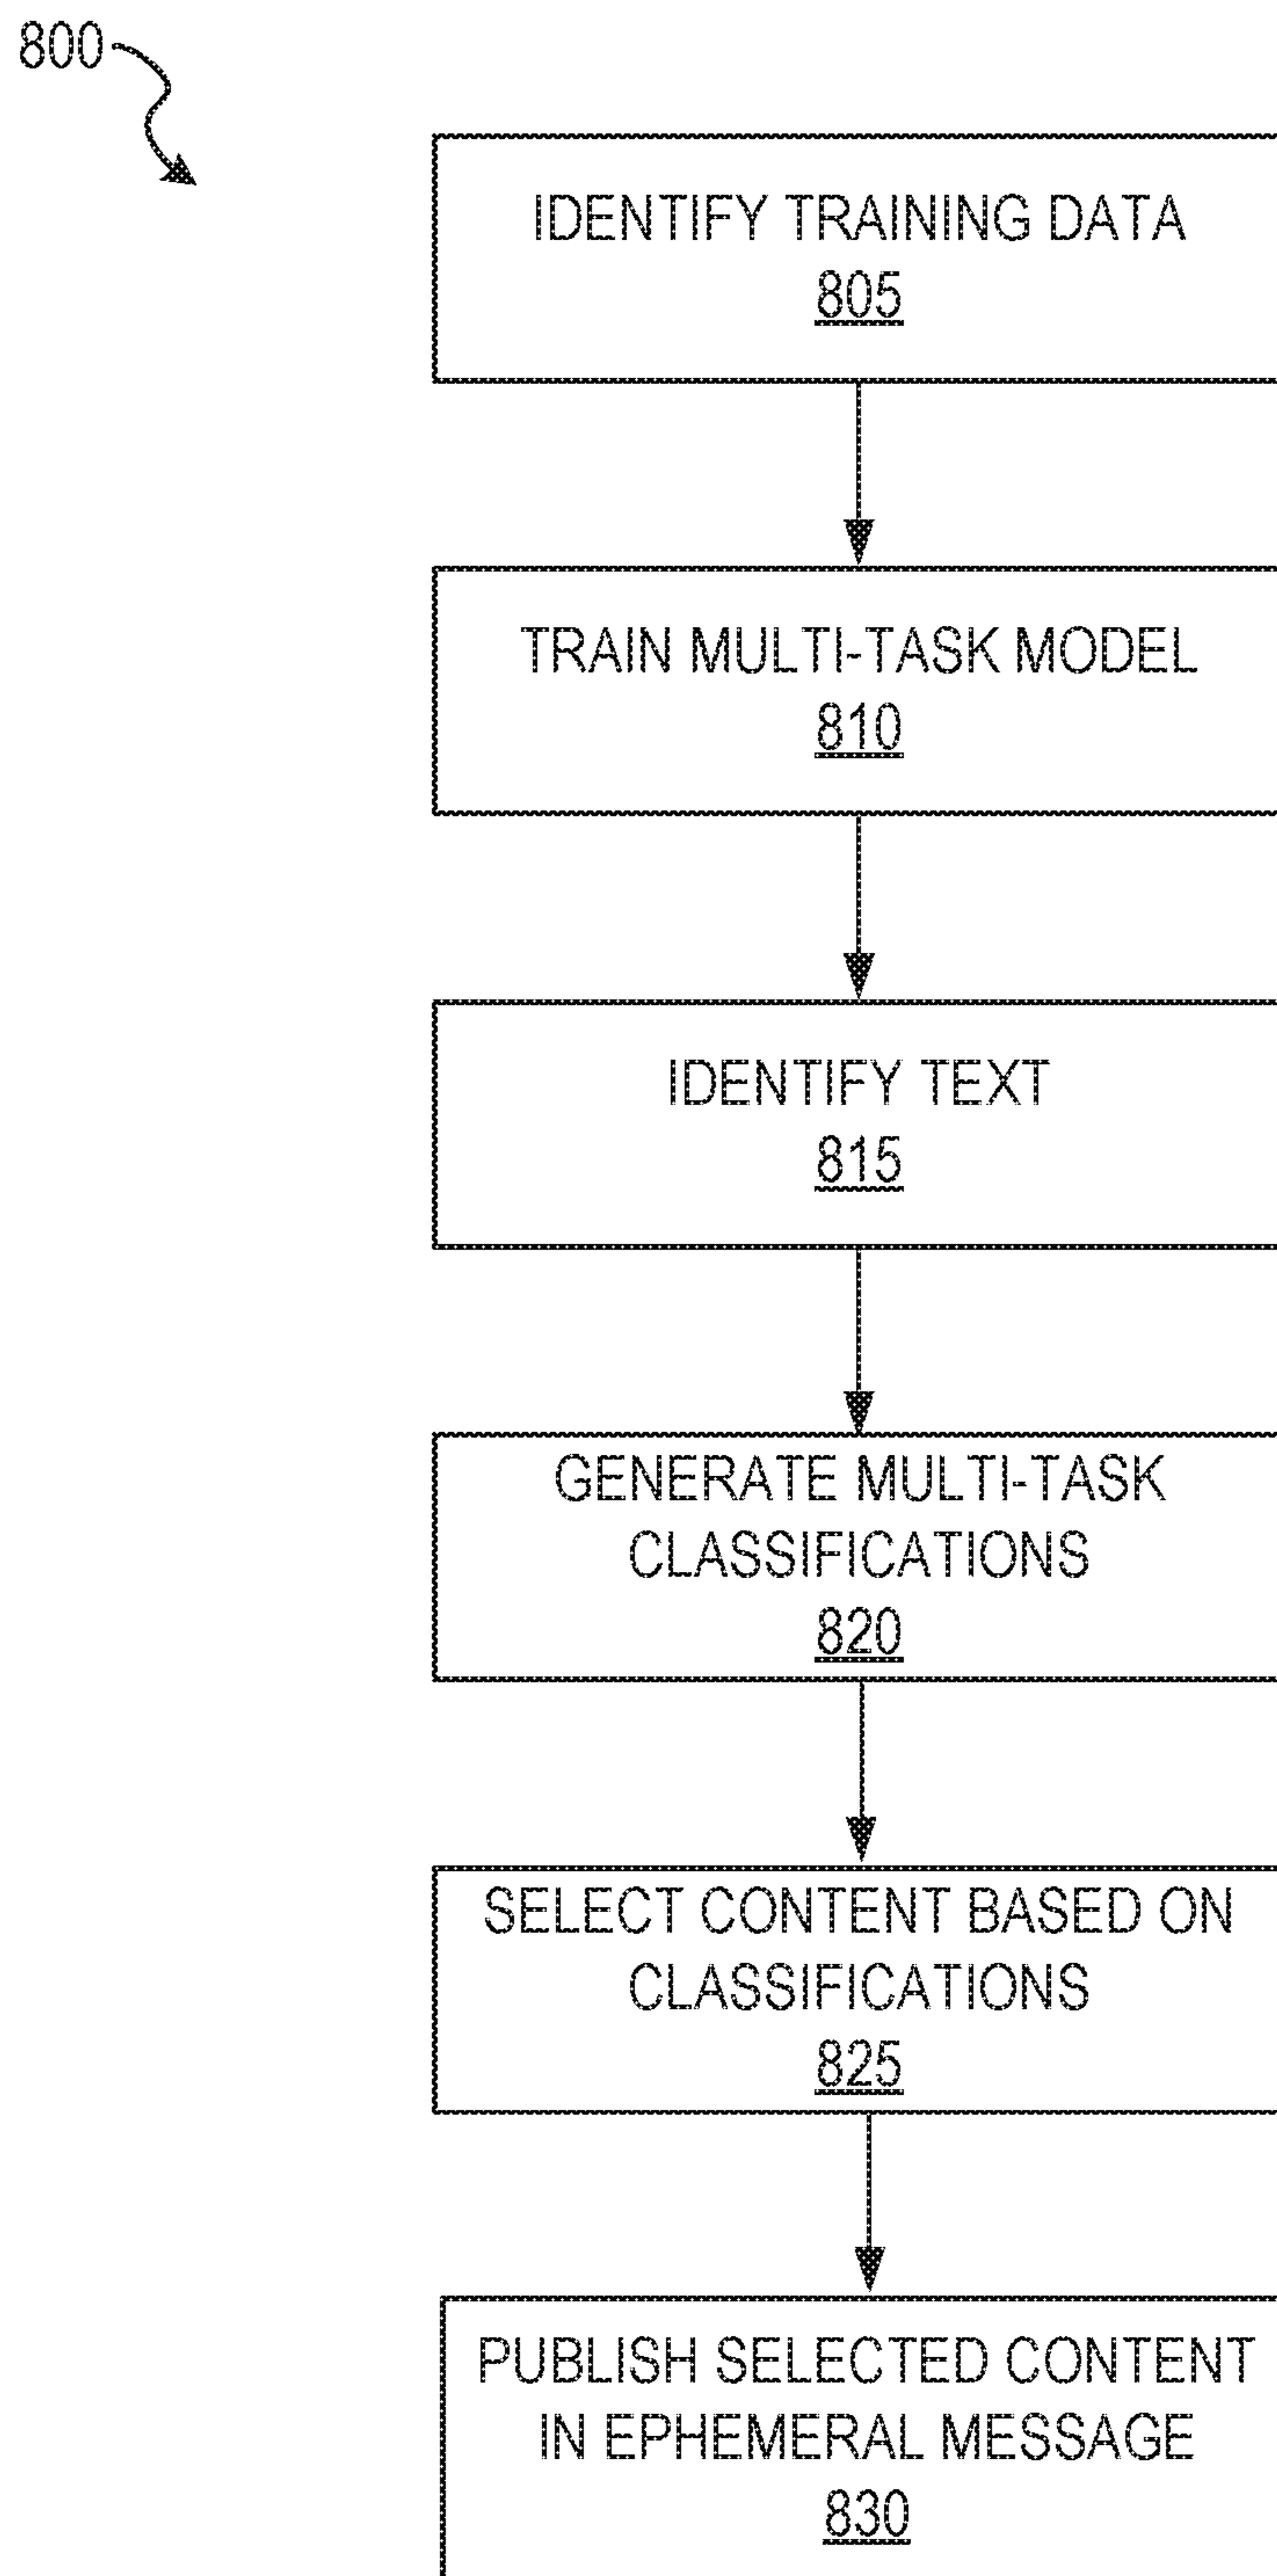 800
IDENTIFY TRAINING DATA
805
TRAIN MULTI-TASK MODEL
810
IDENTIFY TEXT
815
GENERATE MULTI-TASK
CLASSIFICATIONS
820
SELECT CONTENT BASED ON
CLASSIFICATIONS
825
PUBLISH SELECTED CONTENT
IN EPHEMERAL MESSAGE
830